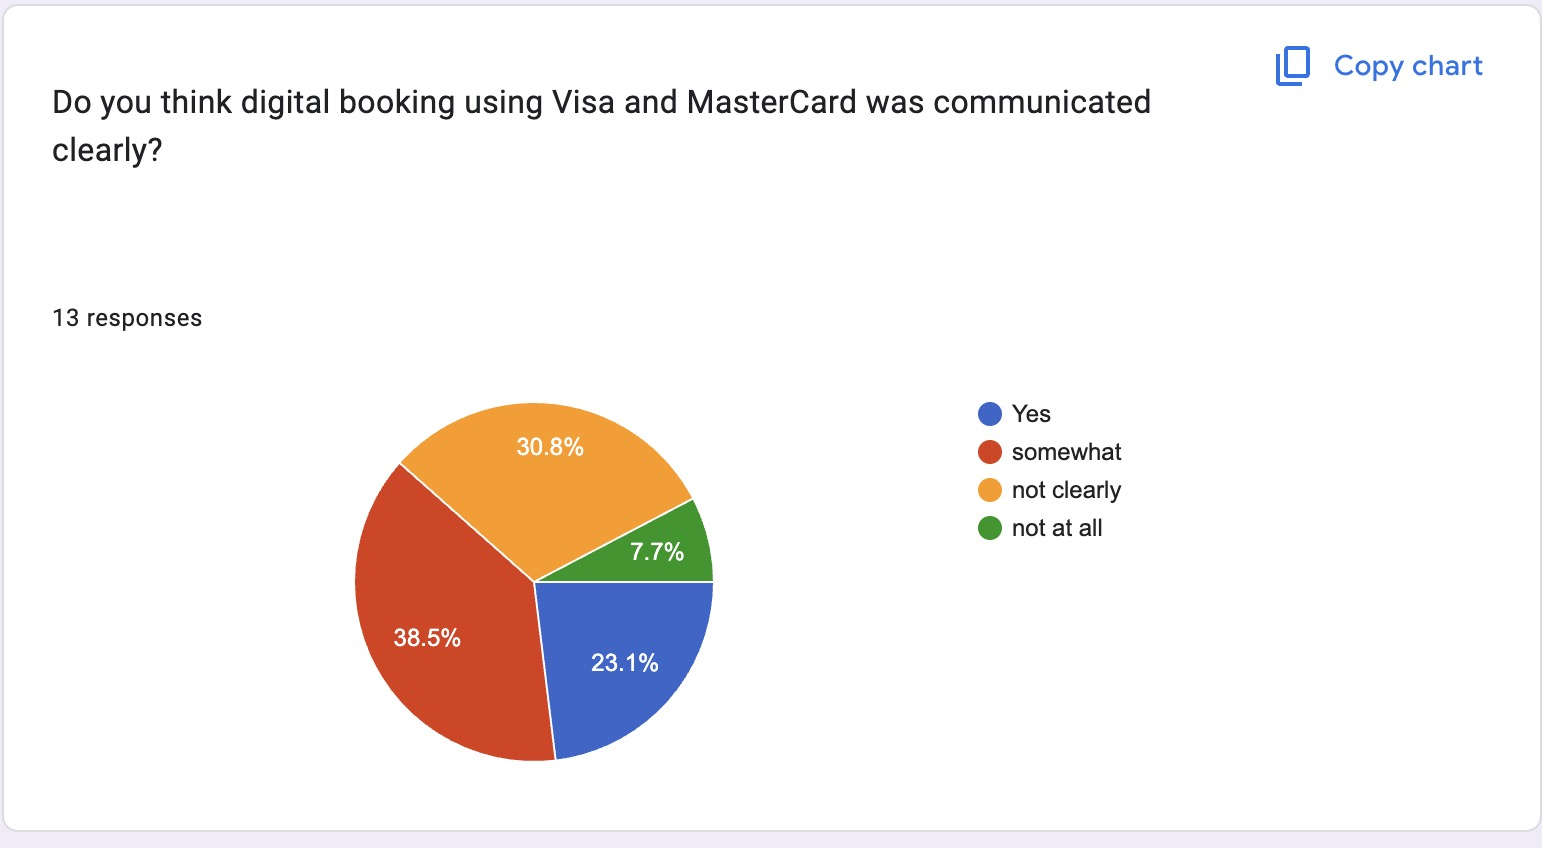 Copy chart
Do you think digital booking using Visa and MasterCard was communicated
clearly?
13 responses
30.8%
7.7%
38.5%
23.1%
Yes
somewhat
not clearly
not at all